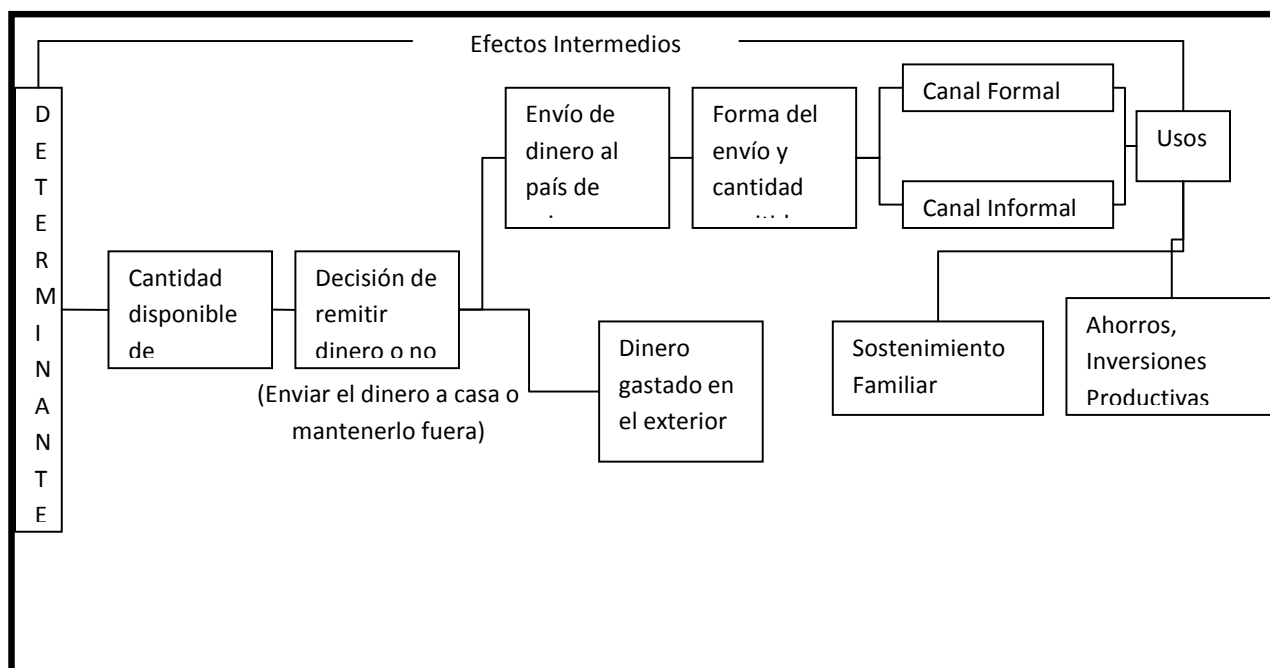 Efectos Intermedios
DETERMINANTE
Cantidad
disponible
de
Decisión de
remitir
dinero o no
(Enviar el dinero a casa o
mantenerlo fuera)
Envío de
dinero al
país de
Forma del
envío y
cantidad
Canal Formal
Canal Informal
Usos
Dinero
gastado en
el exterior
Sostenimiento
Familiar
Ahorros,
Inversiones
Productivas